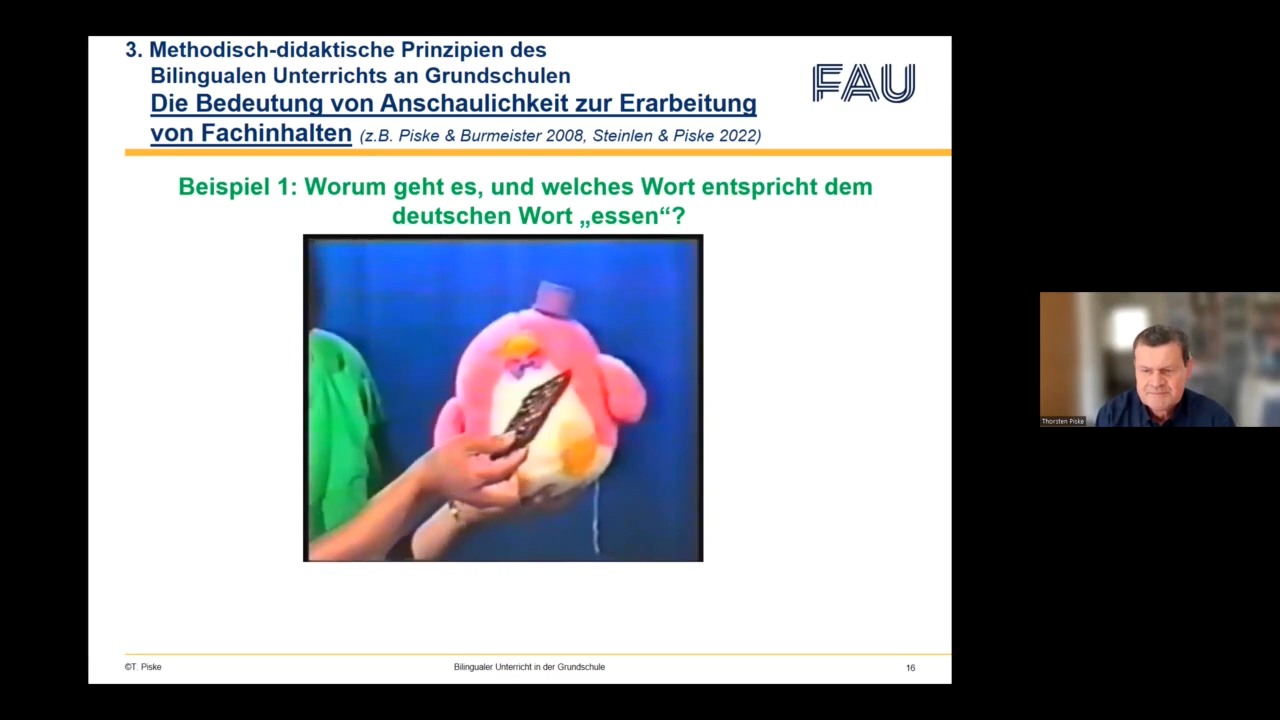 3. Methodisch-didaktische Prinzipien des
Bilingualen Unterrichts an Grundschulen
Die Bedeutung von Anschaulichkeit zur Erarbeitung
von Fachinhalten (z.B. Piske & Burmeister 2008, Steinlen & Piske 2022)
FAU
Beispiel 1: Worum geht es, und welches Wort entspricht dem
deutschen Wort „essen“?
Thorsten Piske
©T. Piske
Bilingualer Unterricht in der Grundschule
16